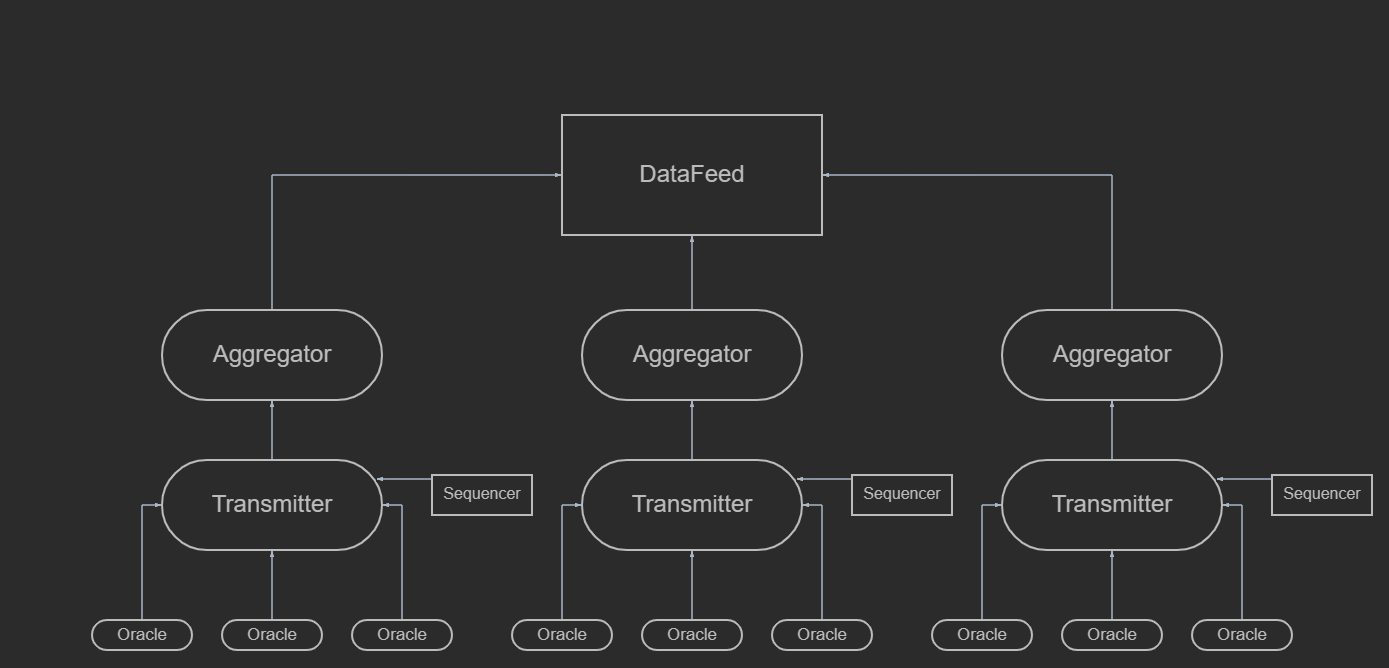 DataFeed
Aggregator
Aggregator
Aggregator
Transmitter
Sequencer
Transmitter
Sequencer
Transmitter
Sequencer
Oracle
Oracle
Oracle
Oracle
Oracle
Oracle
Oracle
Oracle
Oracle